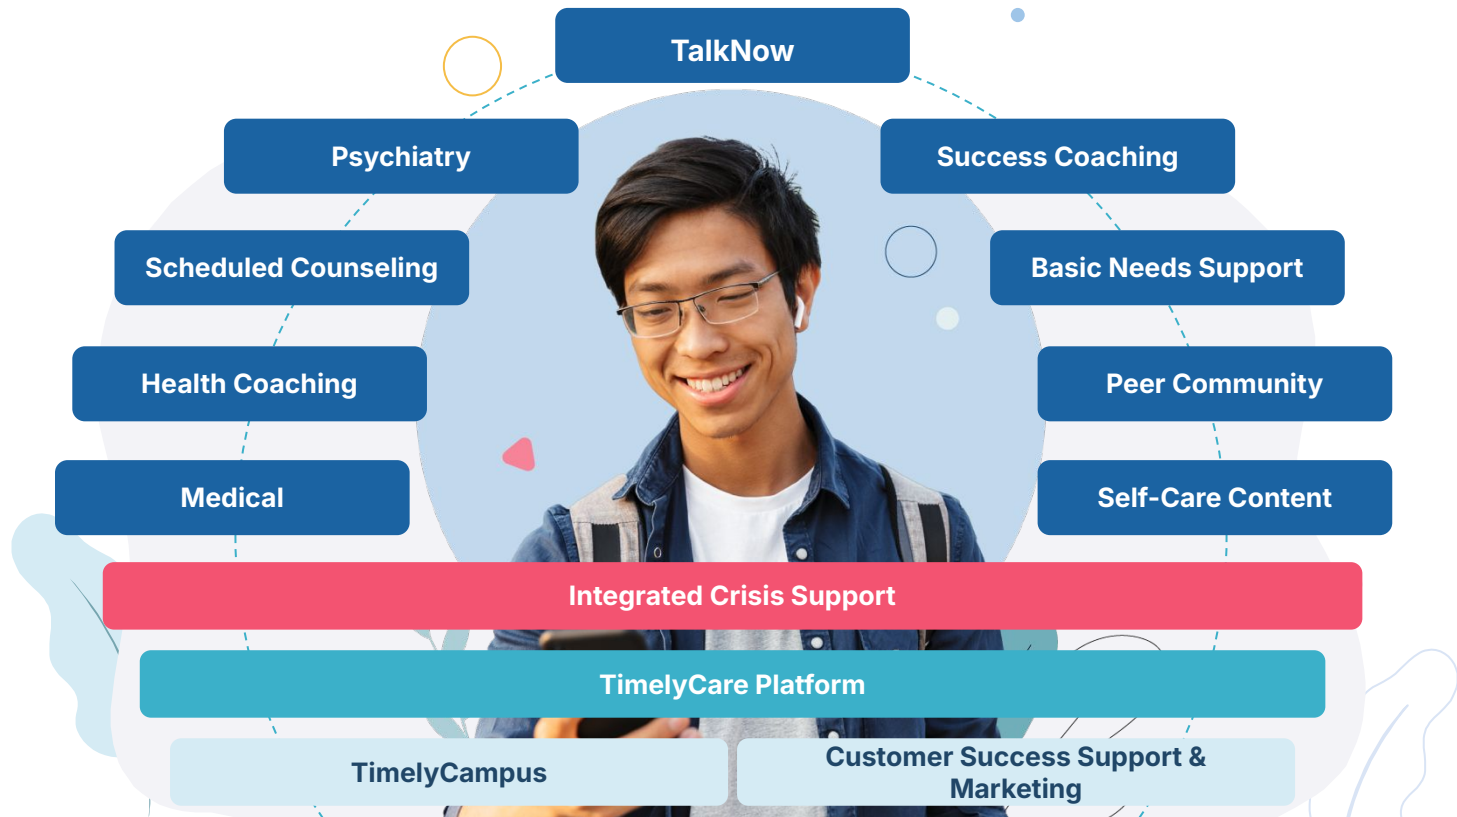 TalkNow
Psychiatry
Success Coaching
Scheduled Counseling
Basic Needs Support
Health Coaching
Peer Community
Medical
Self-Care Content
Integrated Crisis Support
TimelyCare Platform
TimelyCampus
Customer Success Support &
Marketing